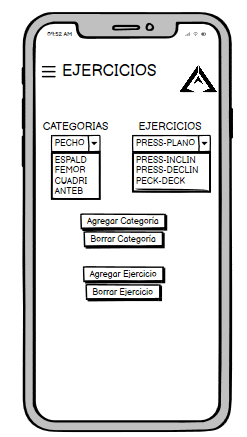 09:52 AM
EJERCICIOS
CATEGORIAS
EJERCICIOS
PECHO
PRESS-PLANO
ESPALD
FEMOR
CUADRI
ANTEB
PRESS-INCLIN
PRESS-DECLIN
PECK-DECK
Agregar Categoria
Borrar Categoria
Agregar Ejercicio
Borrar Ejercicio